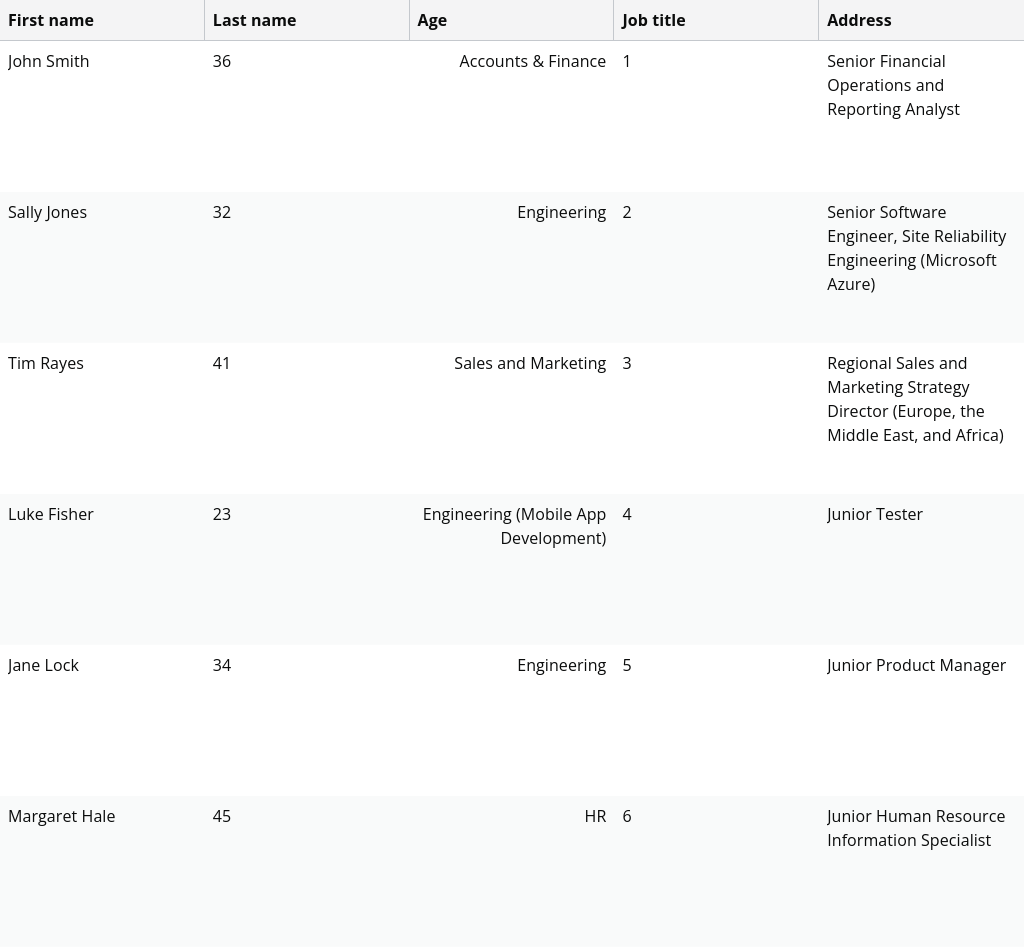 First name Last name Age Job title Address
John Smith 36 Accounts & Finance 1 Senior Financial
Operations and
Reporting Analyst
Sally Jones 32 Engineering 2 Senior Software
Engineer, Site Reliability
Engineering (Microsoft
Azure)
Tim Rayes 41 Sales and Marketing 3 Regional Sales and
Marketing Strategy
Director (Europe, the
Middle East, and Africa)
Luke Fisher 23 Engineering (Mobile App 4 Junior Tester
Development)
Jane Lock 34 Engineering 5 Junior Product Manager
Margaret Hale 45 HR 6 Junior Human Resource
Information Specialist